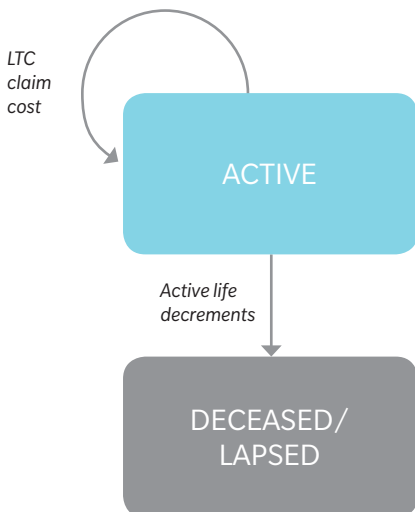 LTC
claim
cost
ACTIVE
Active life
decrements
DECEASED/
LAPSED